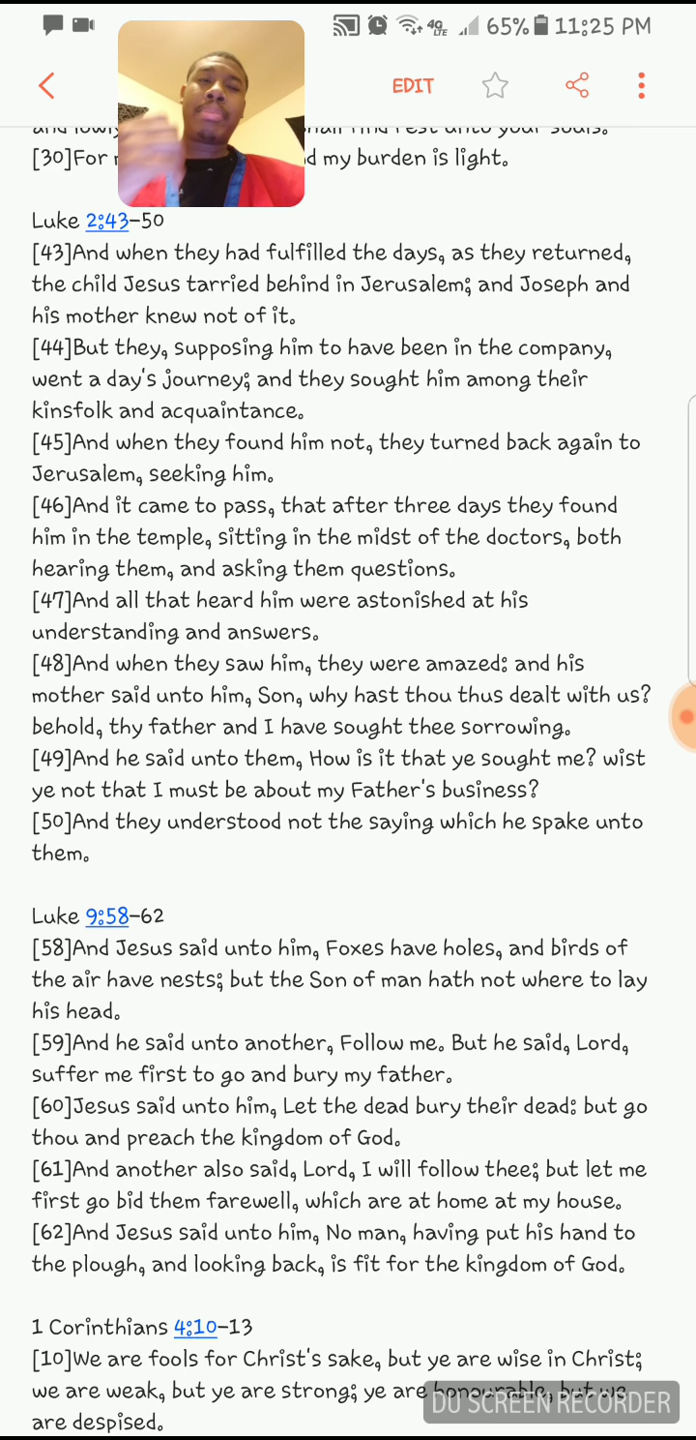 4G LTE 65% 11:25 PM
EDIT
unto your souls.
[30]For my burden is light.
Luke 2:43-50
[43]And when they had fulfilled the days, as they returned,
the child Jesus tarried behind in Jerusalem; and Joseph and
his mother knew not of it.
[44]But they, supposing him to have been in the company,
went a day's journey; and they sought him among their
kinsfolk and acquaintance.
[45]And when they found him not, they turned back again to
Jerusalem, seeking him.
[46]And it came to pass, that after three days they found
him in the temple, sitting in the midst of the doctors, both
hearing them, and asking them questions.
[47]And all that heard him were astonished at his
understanding and answers.
[48]And when they saw him, they were amazed: and his
mother said unto him, Son, why hast thou thus dealt with us?
behold, thy father and I have sought thee sorrowing.
[49]And he said unto them, How is it that ye sought me? wist
ye not that I must be about my Father's business?
[50]And they understood not the saying which he spake unto
them.
Luke 9:58-62
[58]And Jesus said unto him, Foxes have holes, and birds of
the air have nests; but the Son of man hath not where to lay
his head.
[59]And he said unto another, Follow me. But he said, Lord,
suffer me first to go and bury my father.
[60]Jesus said unto him, Let the dead bury their dead: but go
thou and preach the kingdom of God.
[61]And another also said, Lord, I will follow thee; but let me
first go bid them farewell, which are at home at my house.
[62]And Jesus said unto him, No man, having put his hand to
the plough, and looking back, is fit for the kingdom of God.
1 Corinthians 4:10-13
[10]We are fools for Christ's sake, but ye are wise in Christ;
we are weak, but ye are strong; ye are honourable, but we
are despised.
DU SCREEN RECORDER